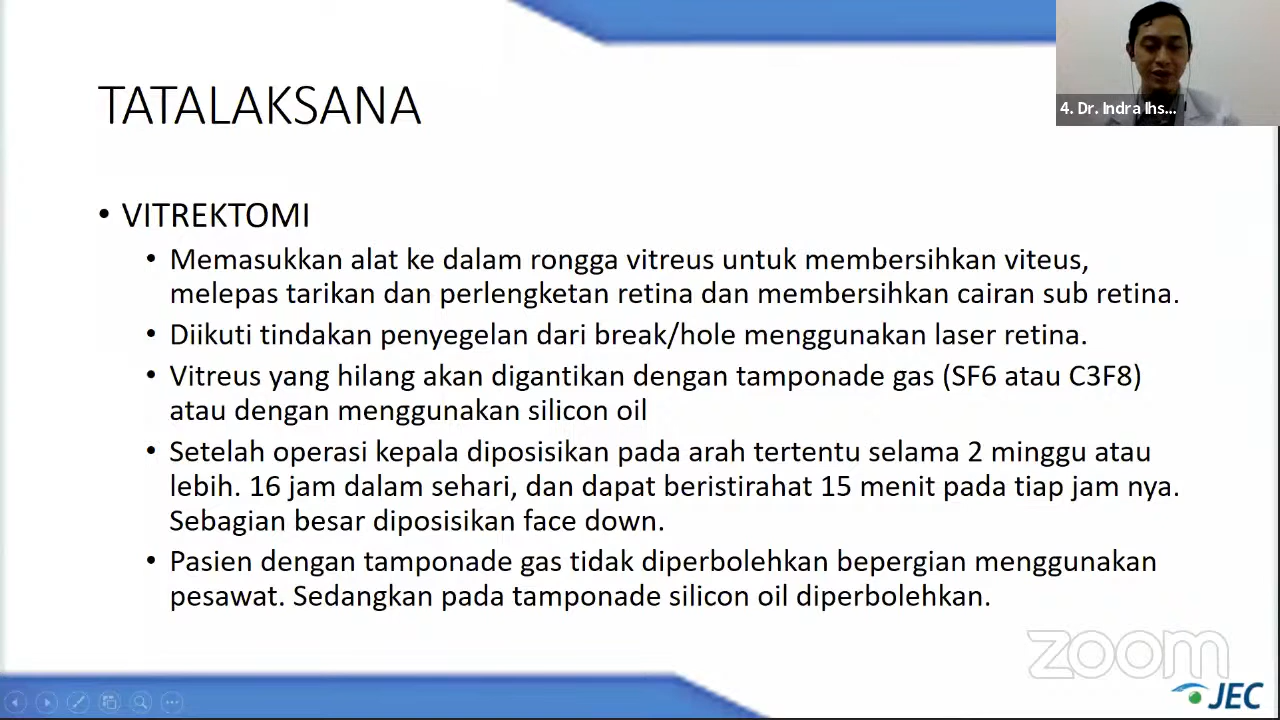 4. Dr. Indra Ihs...
TATALAKSANA
• VITREKTOMI
• Memasukkan alat ke dalam rongga vitreus untuk membersihkan viteus,
melepas tarikan dan perlengketan retina dan membersihkan cairan sub retina.
• Diikuti tindakan penyegelan dari break/hole menggunakan laser retina.
• Vitreus yang hilang akan digantikan dengan tamponade gas (SF6 atau C3F8)
atau dengan menggunakan silicon oil
• Setelah operasi kepala diposisikan pada arah tertentu selama 2 minggu atau
lebih. 16 jam dalam sehari, dan dapat beristirahat 15 menit pada tiap jam nya.
Sebagian besar diposisikan face down.
• Pasien dengan tamponade gas tidak diperbolehkan bepergian menggunakan
pesawat. Sedangkan pada tamponade silicon oil diperbolehkan.
zoom
JEC